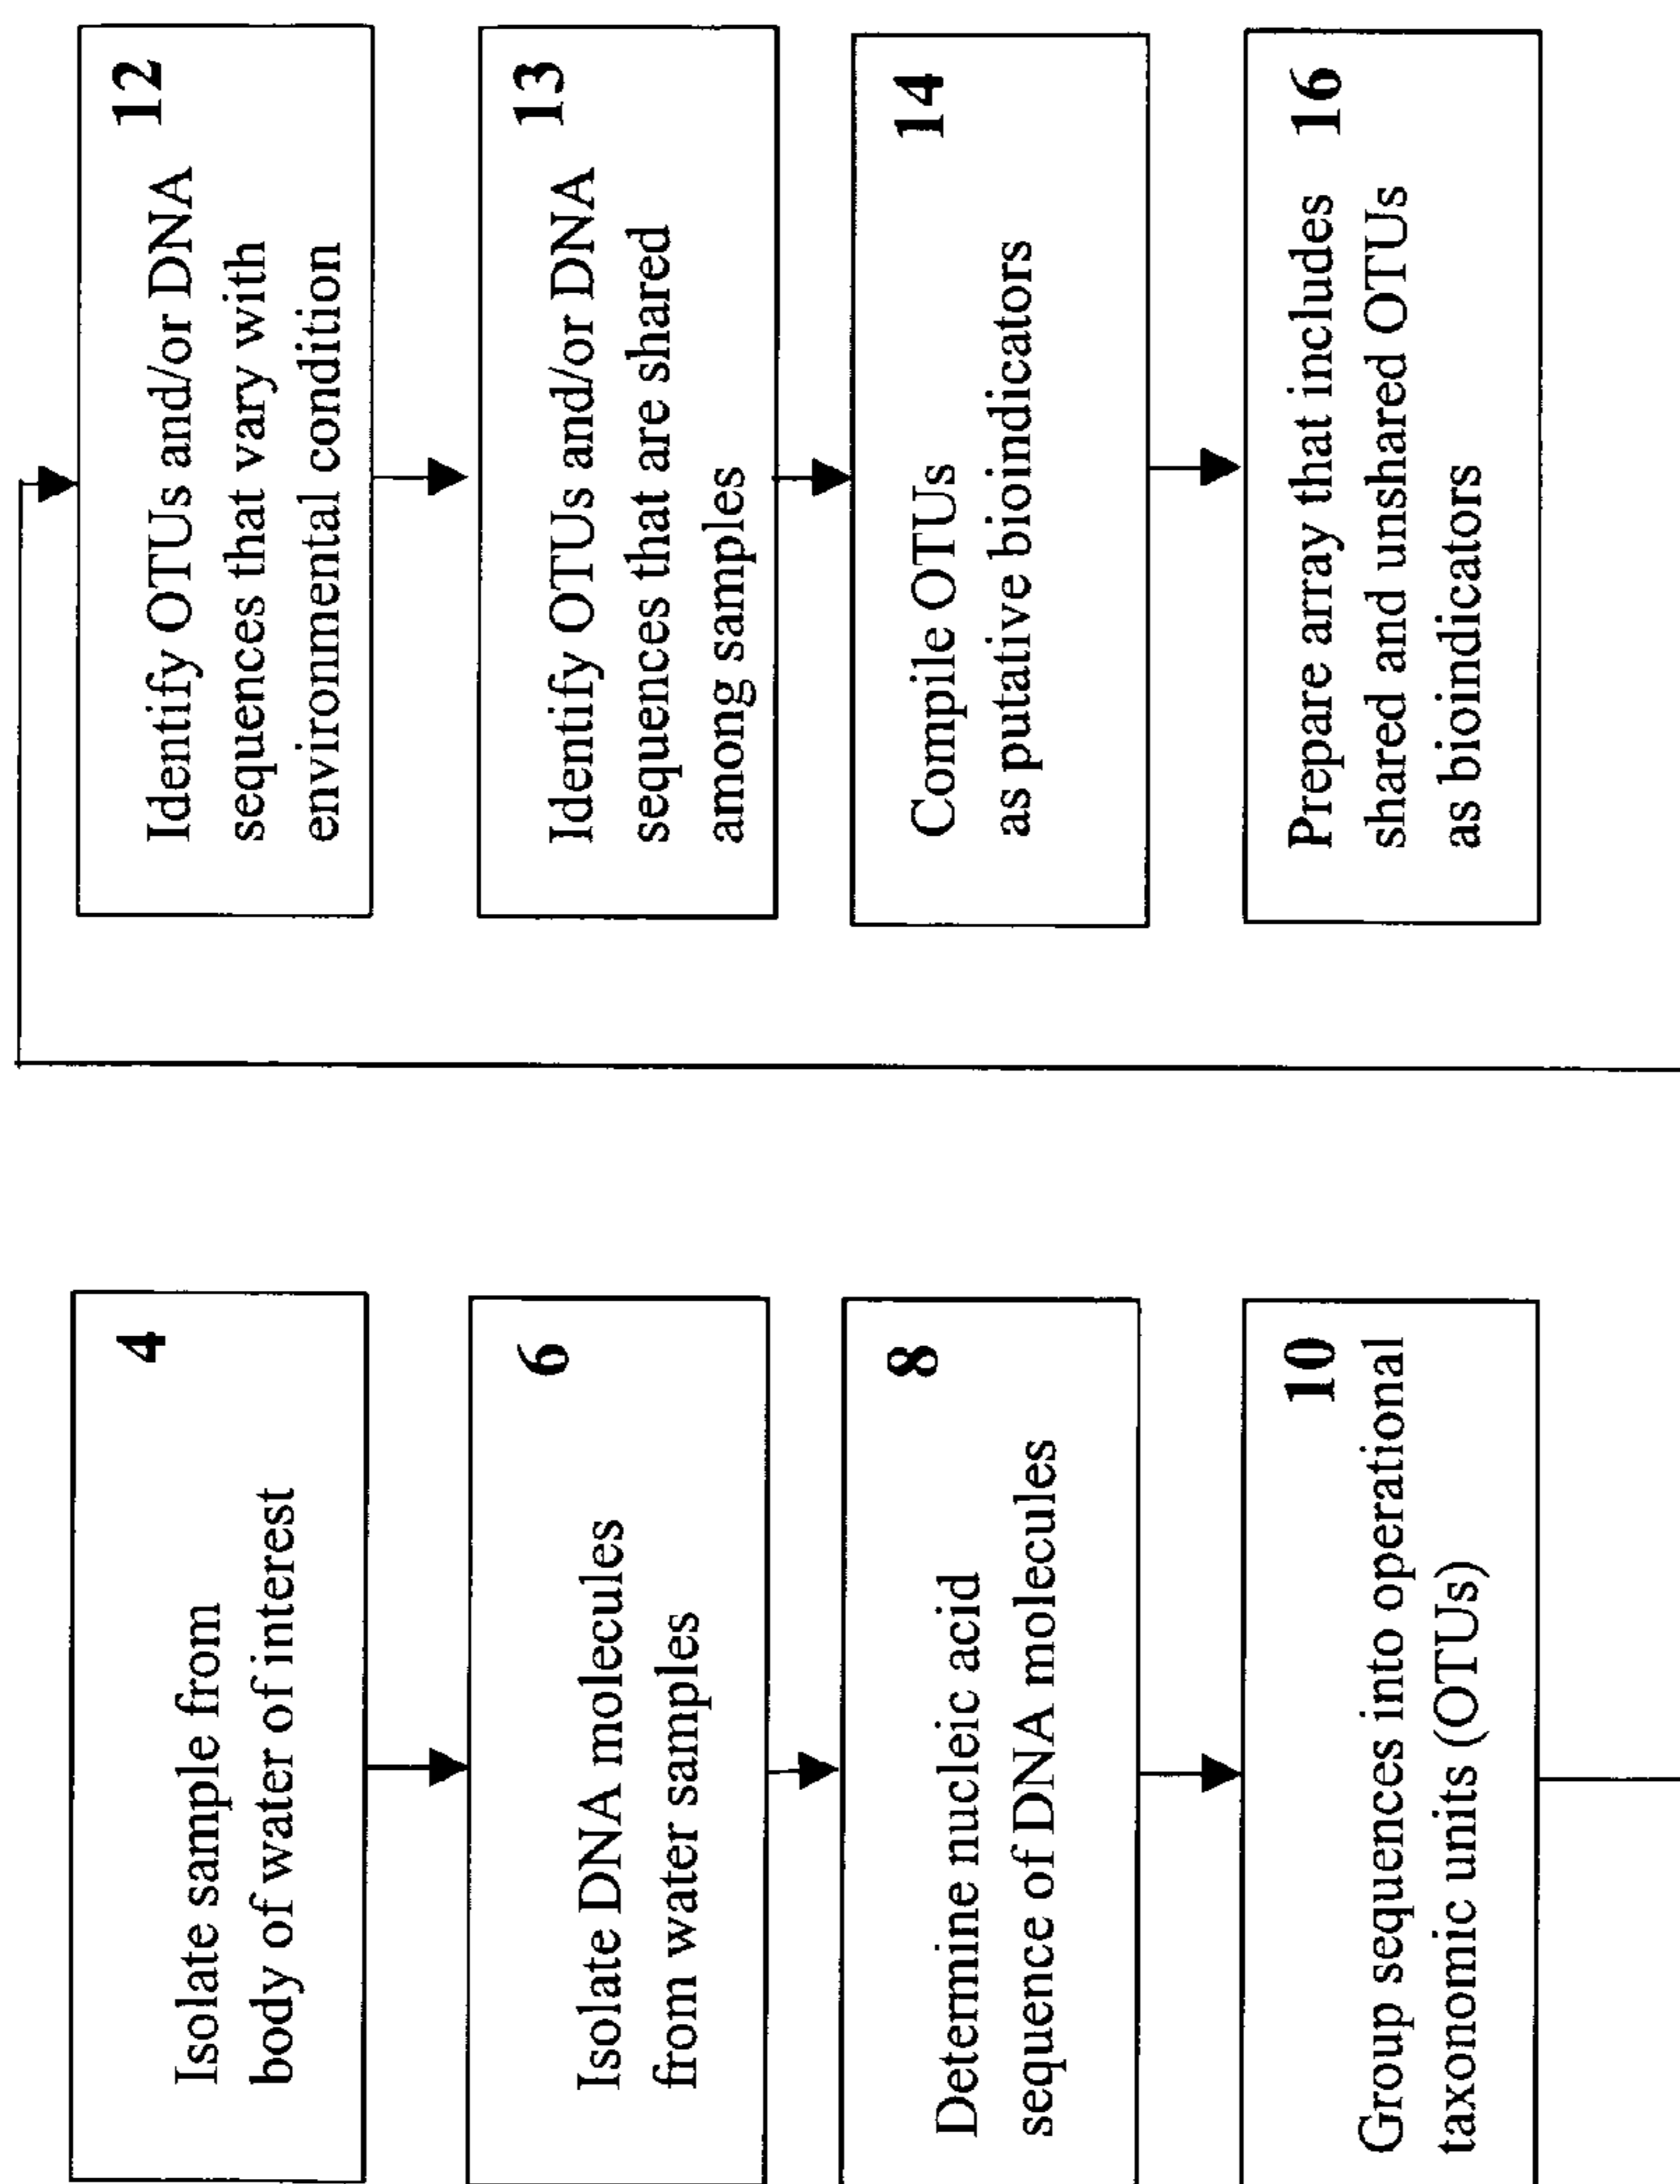 4
Isolate sample from
body of water of interest
6
Isolate DNA molecules
from water samples
8
Determine nucleic acid
sequence of DNA molecules
10
Group sequences into operational
taxonomic units (OTUs)
12
Identify OTUs and/or DNA
sequences that vary with
environmental condition
13
Identify OTUs and/or DNA
sequences that are shared
among samples
14
Compile OTUs
as putative bioindicators
16
Prepare array that includes
shared and unshared OTUs
as bioindicators